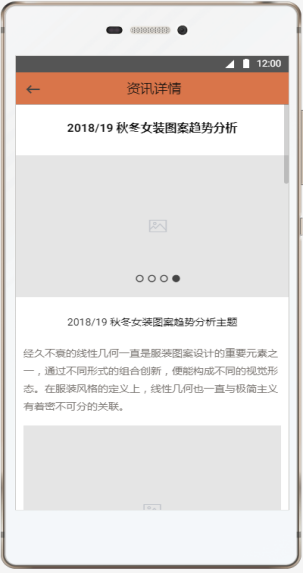 12:00
资讯详情
2018/19 秋冬女装图案趋势分析
2018/19 秋冬女装图案趋势分析主题
经久不衰的线性几何一直是服装图案设计的重要元素之
一，通过不同形式的组合创新，便能构成不同的视觉形
态。在服装风格的定义上，线性几何也一直与极简主义
有着密不可分的关联。